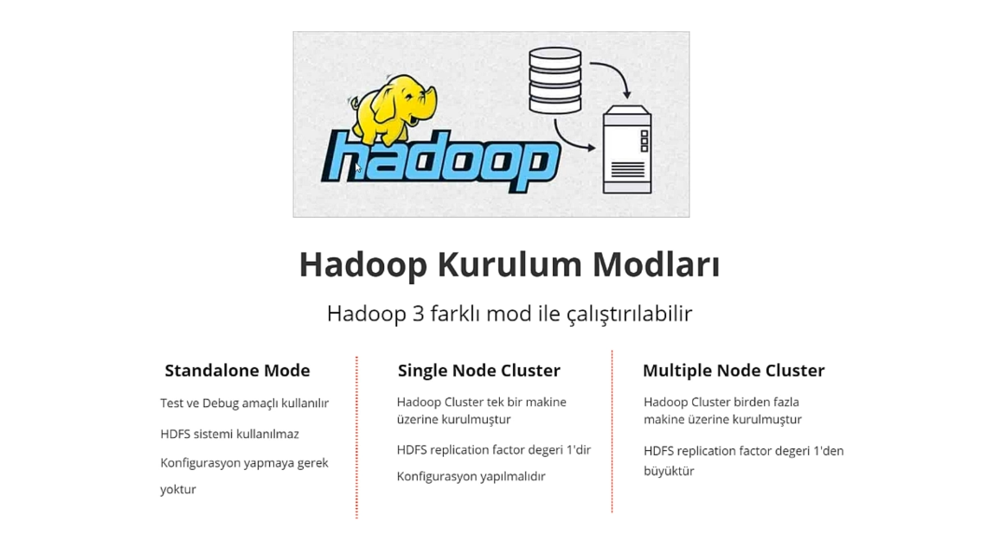 hadoop
Hadoop Kurulum Modları
Hadoop 3 farklı mod ile çalıştırılabilir
Standalone Mode
Test ve Debug amaçlı kullanılır
HDFS sistemi kullanılmaz
Konfigurasyon yapmaya gerek
yoktur
Single Node Cluster
Hadoop Cluster tek bir makine
üzerine kurulmuştur
HDFS replication factor degeri 1'dir
Konfigurasyon yapılmalıdır
Multiple Node Cluster
Hadoop Cluster birden fazla
makine üzerine kurulmuştur
HDFS replication factor degeri 1'den
büyüktür